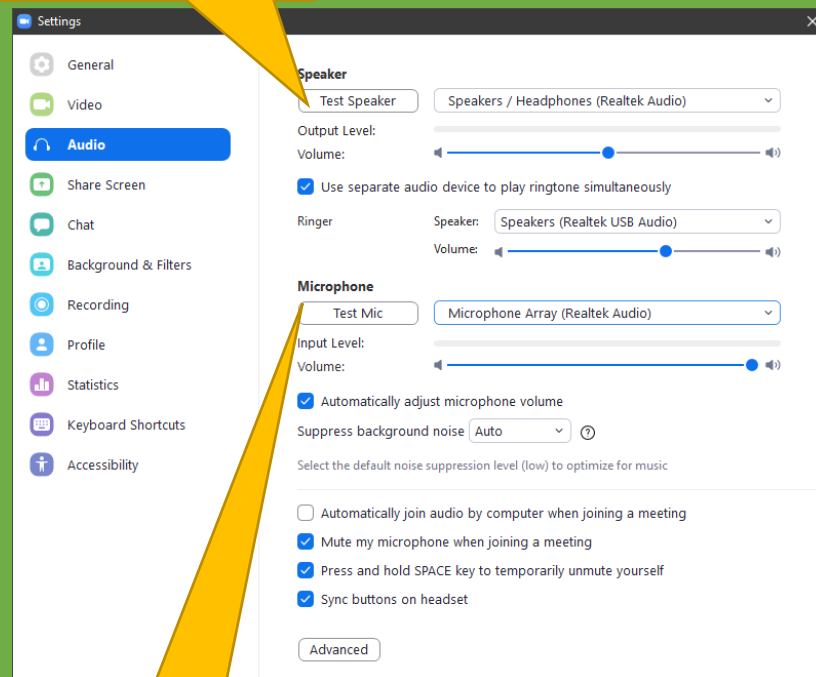 Settings
General
Video
Audio
Share Screen
Chat
Background & Filters
Recording
Profile
Statistics
Keyboard Shortcuts
Accessibility
Speaker
Test Speaker Speakers / Headphones (Realtek Audio)
Output Level:
Volume:
Use separate audio device to play ringtone simultaneously
Ringer Speaker: Speakers (Realtek USB Audio)
Volume:
Microphone
Test Mic Microphone Array (Realtek Audio)
Input Level:
Volume:
Automatically adjust microphone volume
Suppress background noise Auto
Select the default noise suppression level (low) to optimize for music
Automatically join audio by computer when joining a meeting
Mute my microphone when joining a meeting
Press and hold SPACE key to temporarily unmute yourself
Sync buttons on headset
Advanced